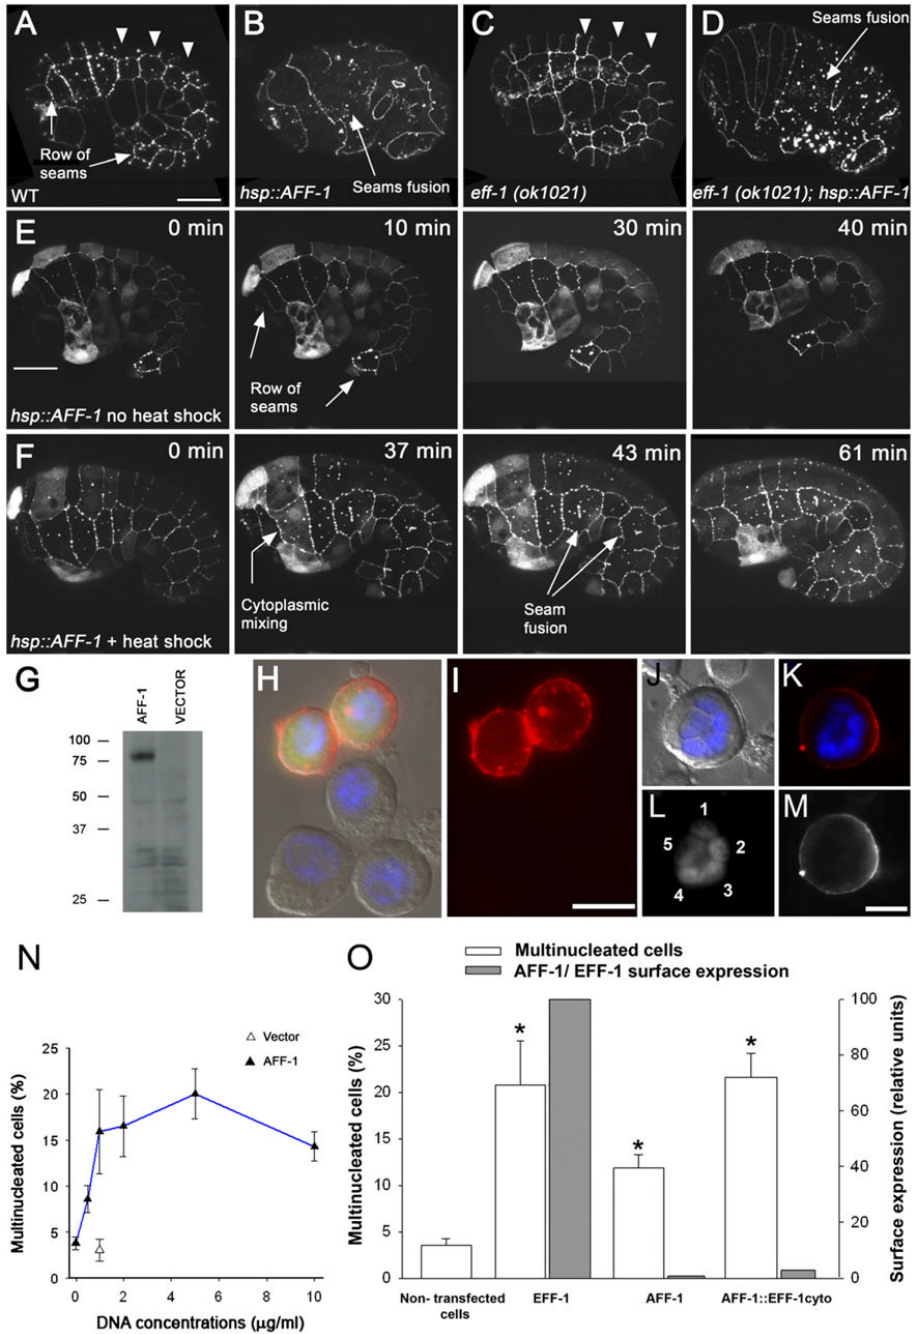 A
B
C
D
Seams fusion
Row of
seams
Seams fusion
WT
hsp::AFF-1
eff-1 (ok1021)
eff-1 (ok1021); hsp::AFF-1
E
0 min
10 min
30 min
40 min
Row of
seams
hsp::AFF-1 no heat shock
F
0 min
37 min
43 min
61 min
Cytoplasmic
mixing
Seam
fusion
hsp::AFF-1 + heat shock
G
AFF-1
VECTOR
100
75
50
37
25
H
I
J
K
L
1
2
3
4
5
M
N
Vector
AFF-1
Multinucleated cells (%)
25
20
15
10
5
0
0
2
4
6
8
10
DNA concentrations (µg/ml)
O
Multinucleated cells
AFF-1/ EFF-1 surface expression
Multinucleated cells (%)
30
25
20
15
10
5
0
*
*
*
100
80
60
40
20
0
Surface expression (relative units)
Non- transfected
cells
EFF-1
AFF-1
AFF-1::EFF-1cyto